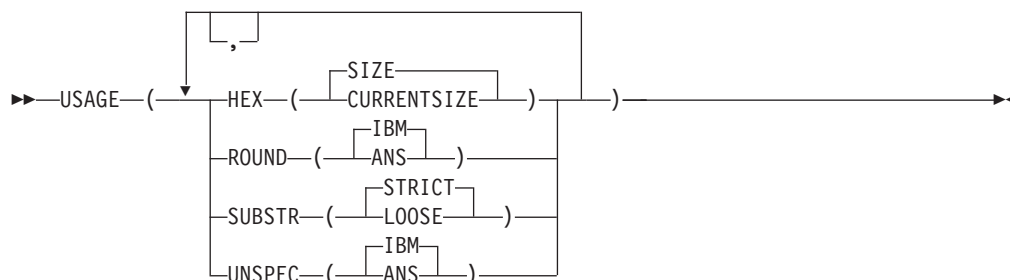 ,
SIZE
USAGE ( HEX ( CURRENTSIZE ) )
IBM
ROUND ( ANS )
STRICT
SUBSTR ( LOOSE )
IBM
UNSPEC ( ANS )